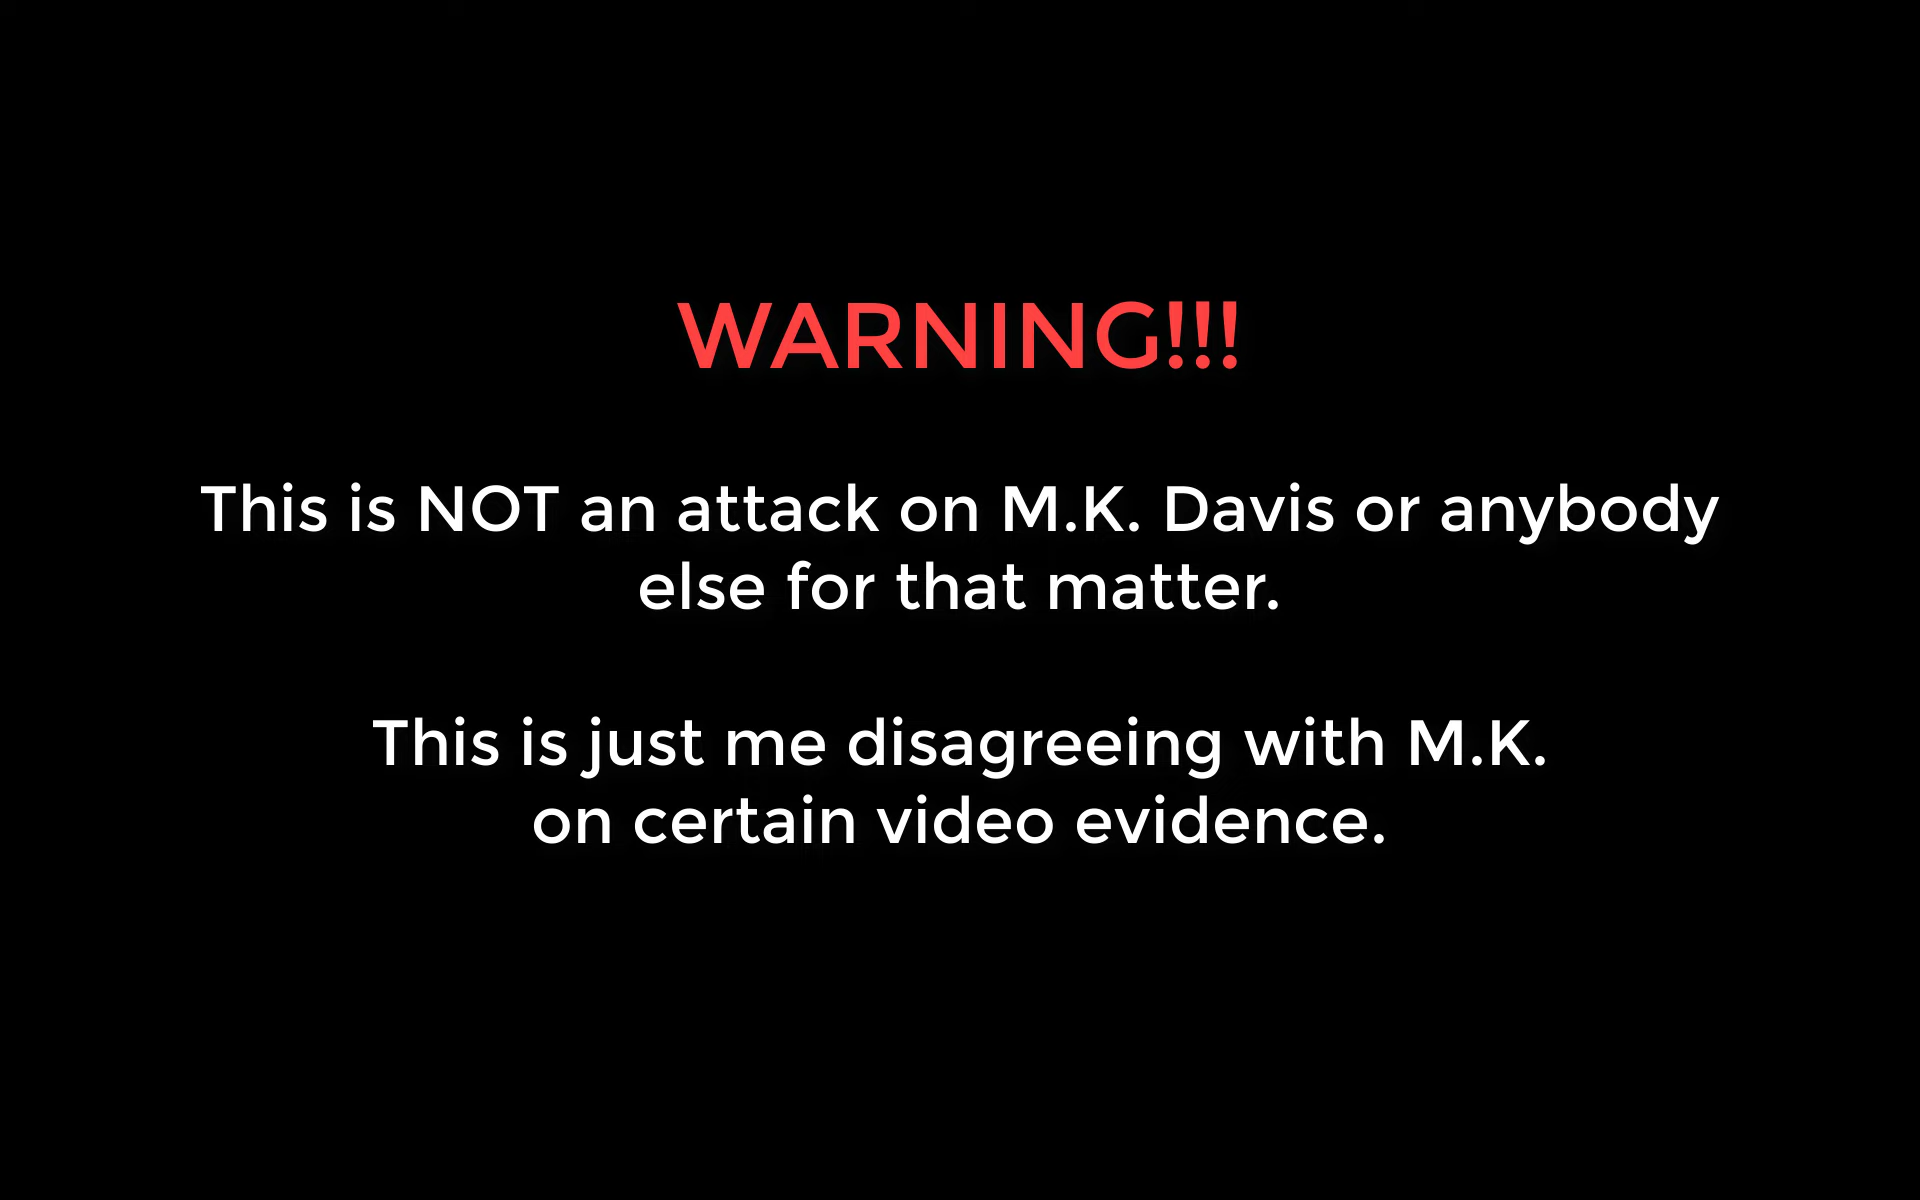 WARNING!!!
This is NOT an attack on M.K. Davis or anybody
else for that matter.
This is just me disagreeing with M.K.
on certain video evidence.